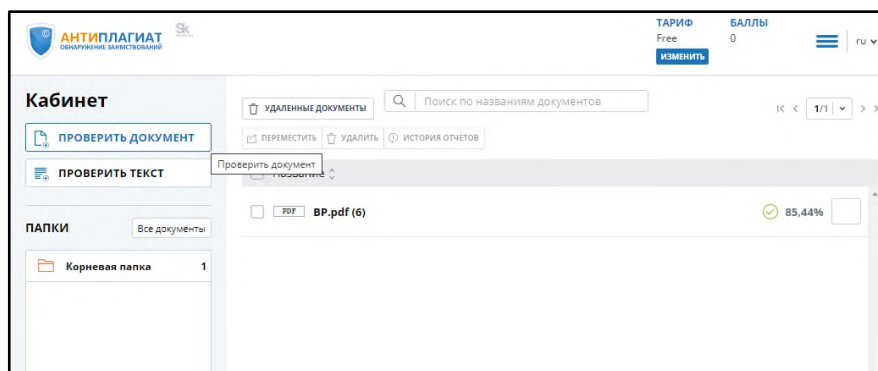 АНТИПЛАГИАТ
ОБНАРУЖЕНИЕ ЗАИМСТВОВАНИЙ
Sk
ТАРИФ
Free
ИЗМЕНИТЬ
БАЛЛЫ
0
ru
Кабинет
ПРОВЕРИТЬ ДОКУМЕНТ
ПРОВЕРИТЬ ТЕКСТ
ПАПКИ
Все документы
Корневая папка 1
УДАЛЕННЫЕ ДОКУМЕНТЫ
Поиск по названиям документов
1/1
ПЕРЕМЕСТИТЬ
УДАЛИТЬ
ИСТОРИЯ ОТЧЕТОВ
Проверить документ
Название
PDF BP.pdf (6) 85,44%